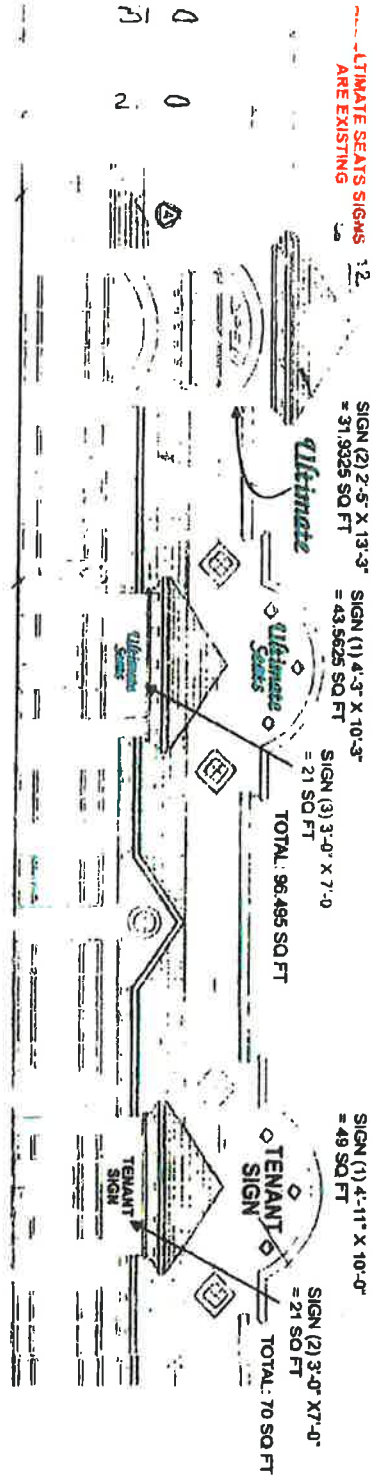 ULTIMATE SEATS SIGNS
ARE EXISTING
SIGN (2) 2'-5" X 13'-3"
= 31.9325 SQ FT
SIGN (1) 4'-3" X 10'-3"
= 43.5625 SQ FT
SIGN (3) 3'-0" X 7'-0
= 21 SQ FT
TOTAL: 96.495 SQ FT
SIGN (1) 4'-11" X 10'-0"
= 49 SQ FT
SIGN (2) 3'-0" X7'-0"
= 21 SQ FT
TOTAL: 70 SQ FT
Ultimate
Ultimate
Seats
Ultimate
Seats
TENANT
SIGN
TENANT
SIGN
A
12